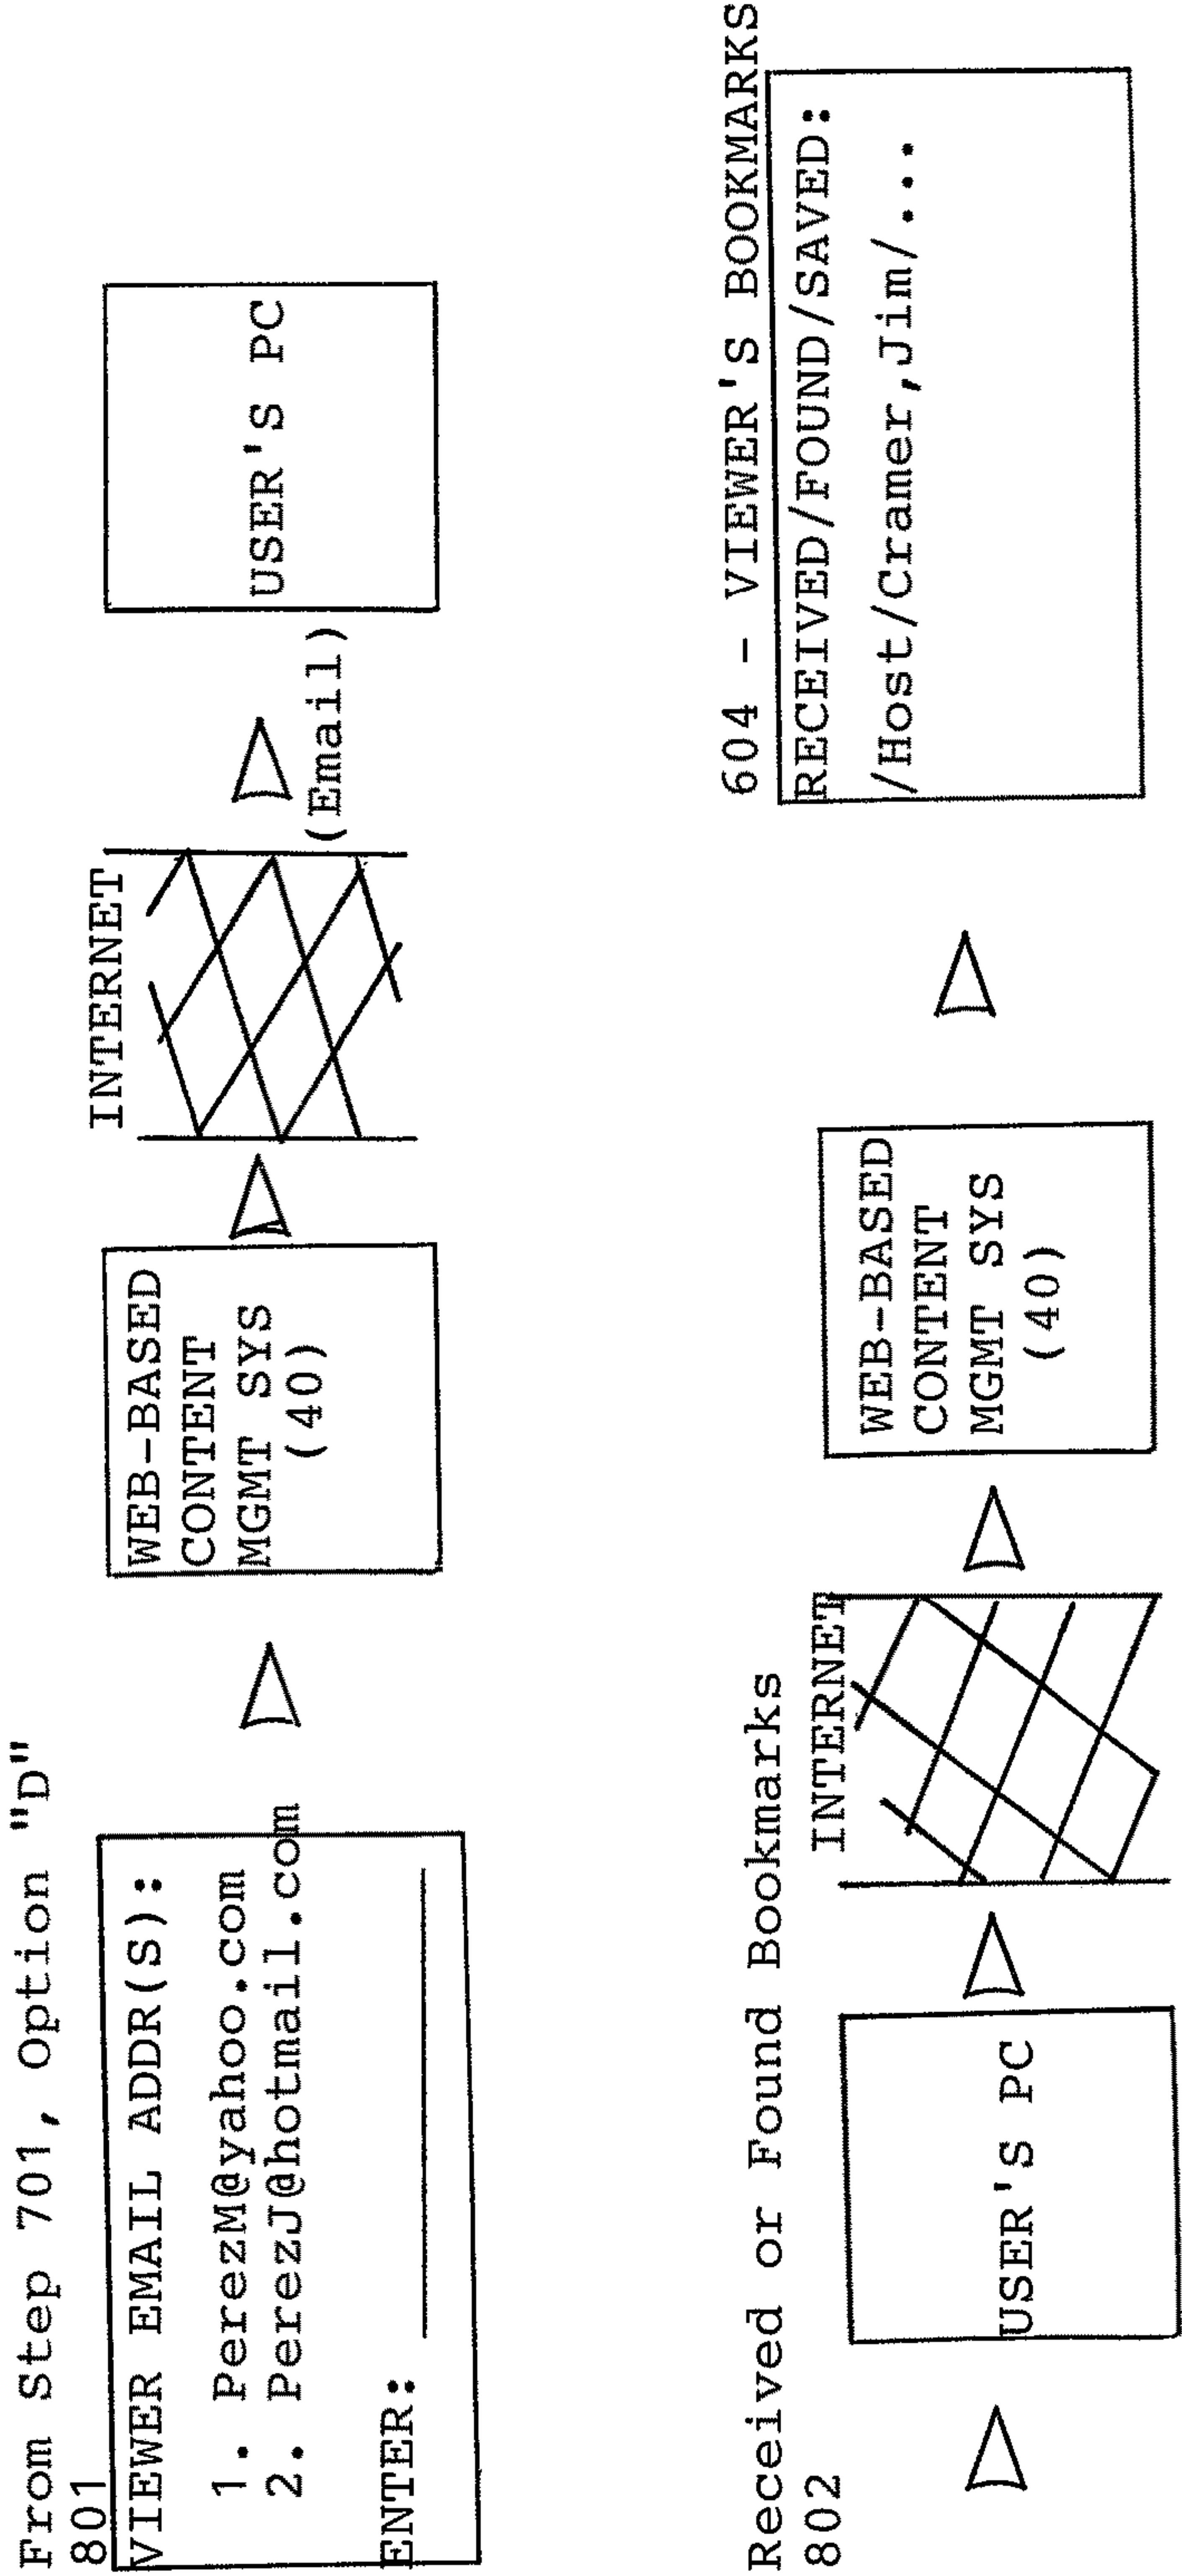 From Step 701, Option "D"
801
VIEWER EMAIL ADDR(S):
1. PerezM@yahoo.com
2. PerezJ@hotmail.com
ENTER:
WEB-BASED
CONTENT
MGMT SYS
(40)
INTERNET
(Email)
USER'S PC
Received or Found Bookmarks
802
USER'S PC
INTERNET
WEB-BASED
CONTENT
MGMT SYS
(40)
604 - VIEWER'S BOOKMARKS
RECEIVED/FOUND/SAVED:
/Host/Cramer,Jim/...